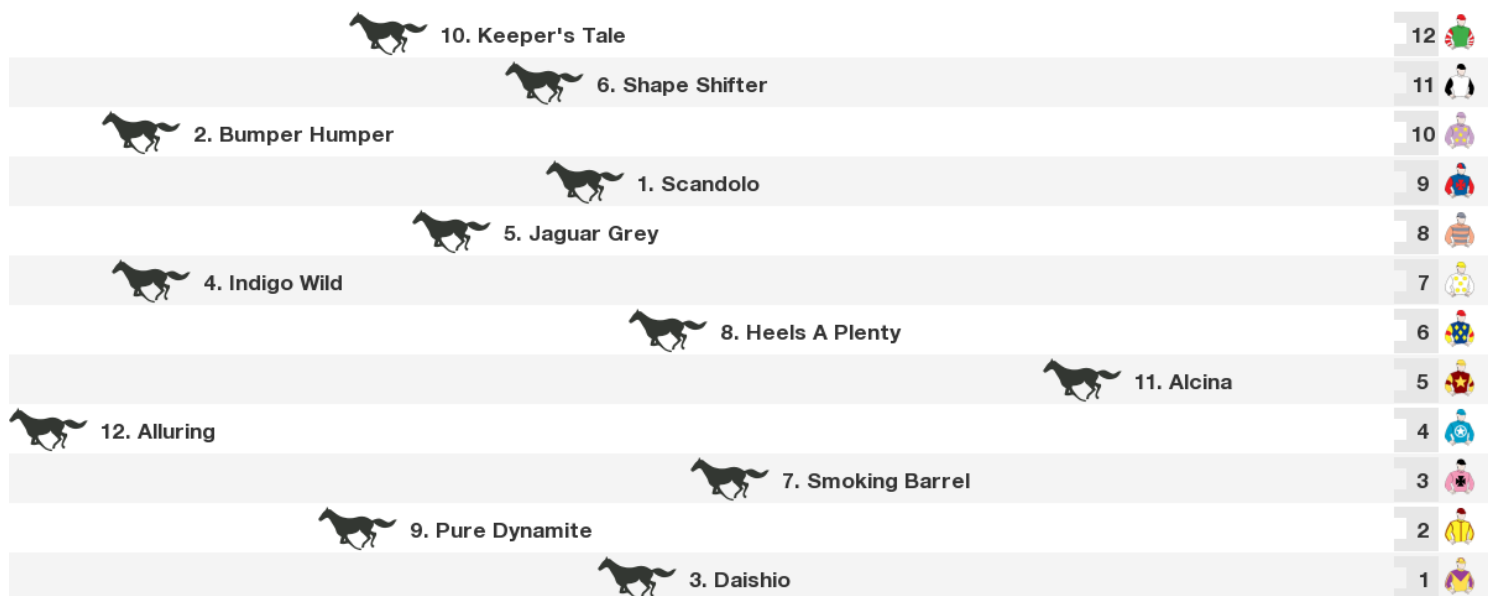 10. Keeper's Tale 12
6. Shape Shifter 11
2. Bumper Humper 10
1. Scandolo 9
5. Jaguar Grey 8
4. Indigo Wild 7
8. Heels A Plenty 6
11. Alcina 5
12. Alluring 4
7. Smoking Barrel 3
9. Pure Dynamite 2
3. Daishio 1